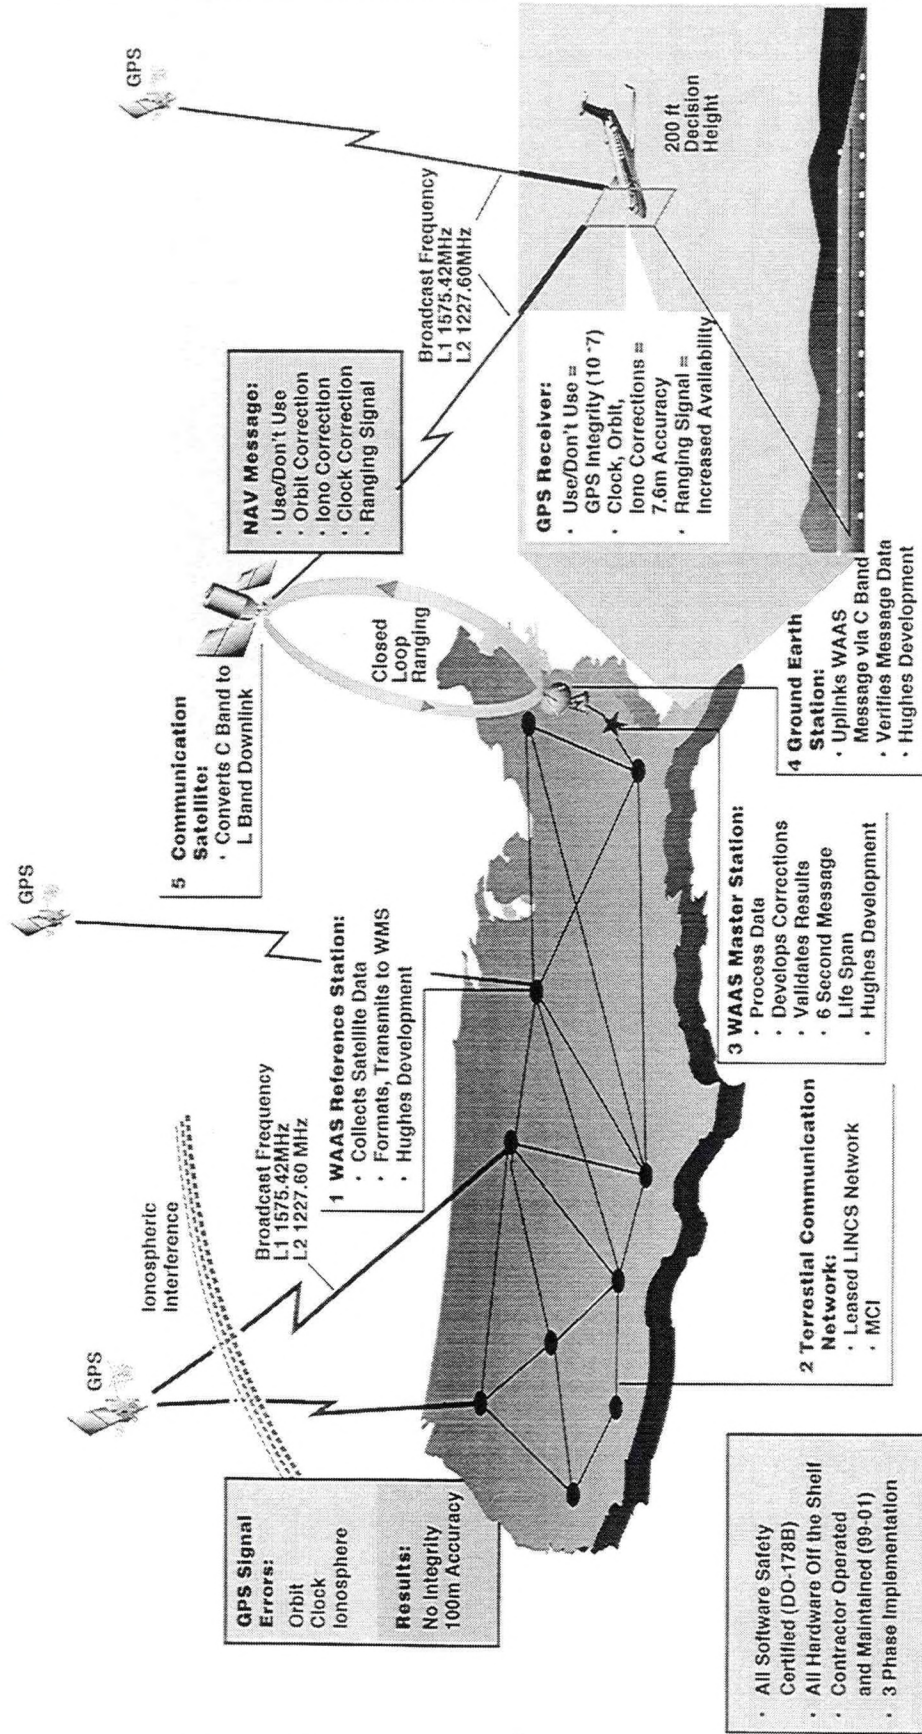 GPS Signal
Errors:
Orbit
Clock
Ionosphere
Results:
No Integrity
100m Accuracy
GPS
Ionospheric
Interference
Broadcast Frequency
L1 1575.42MHz
L2 1227.60 MHz
1 WAAS Reference Station:
· Collects Satellite Data
· Formats, Transmits to WMS
· Hughes Development
GPS
5 Communication
Satellite:
· Converts C Band to
L Band Downlink
Closed
Loop
Ranging
NAV Message:
· Use/Don't Use
· Orbit Correction
· Iono Correction
· Clock Correction
· Ranging Signal
Broadcast Frequency
L1 1575.42MHz
L2 1227.60MHz
GPS
GPS Receiver:
· Use/Don't Use =
GPS Integrity (10⁻7)
· Clock, Orbit,
Iono Corrections =
7.6m Accuracy
· Ranging Signal =
Increased Availability
200 ft
Decision
Height
· All Software Safety
Certified (DO-178B)
· All Hardware Off the Shelf
· Contractor Operated
and Maintained (99-01)
· 3 Phase Implementation
2 Terrestial Communication
Network:
· Leased LINCS Network
· MCI
3 WAAS Master Station:
· Process Data
· Develops Corrections
· Validates Results
· 6 Second Message
Life Span
· Hughes Development
4 Ground Earth
Station:
· Uplinks WAAS
Message via C Band
· Verifies Message Data
· Hughes Development